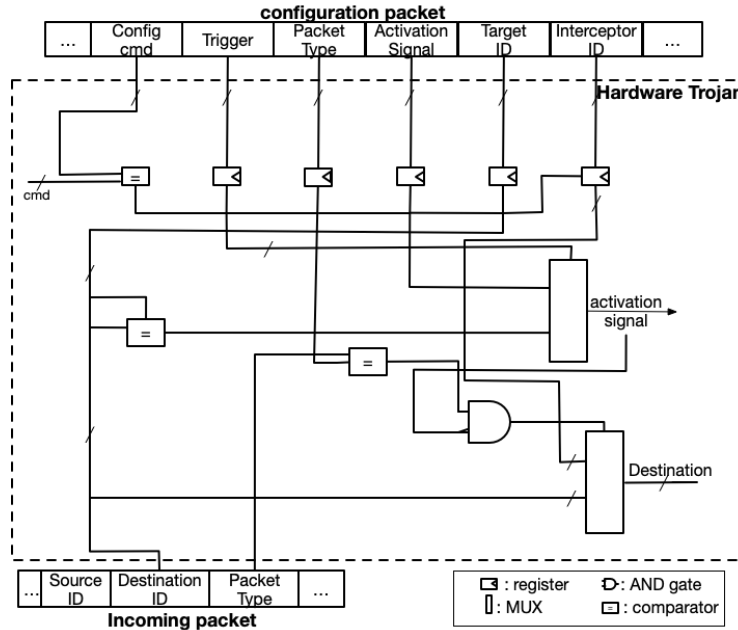 configuration packet
... Config cmd Trigger Packet Type Activation Signal Target ID Interceptor ID ...
Hardware Trojan
=
cmd
=
activation
signal
=
Destination
... Source ID Destination ID Packet Type ...
Incoming packet
: register : AND gate
: MUX = : comparator